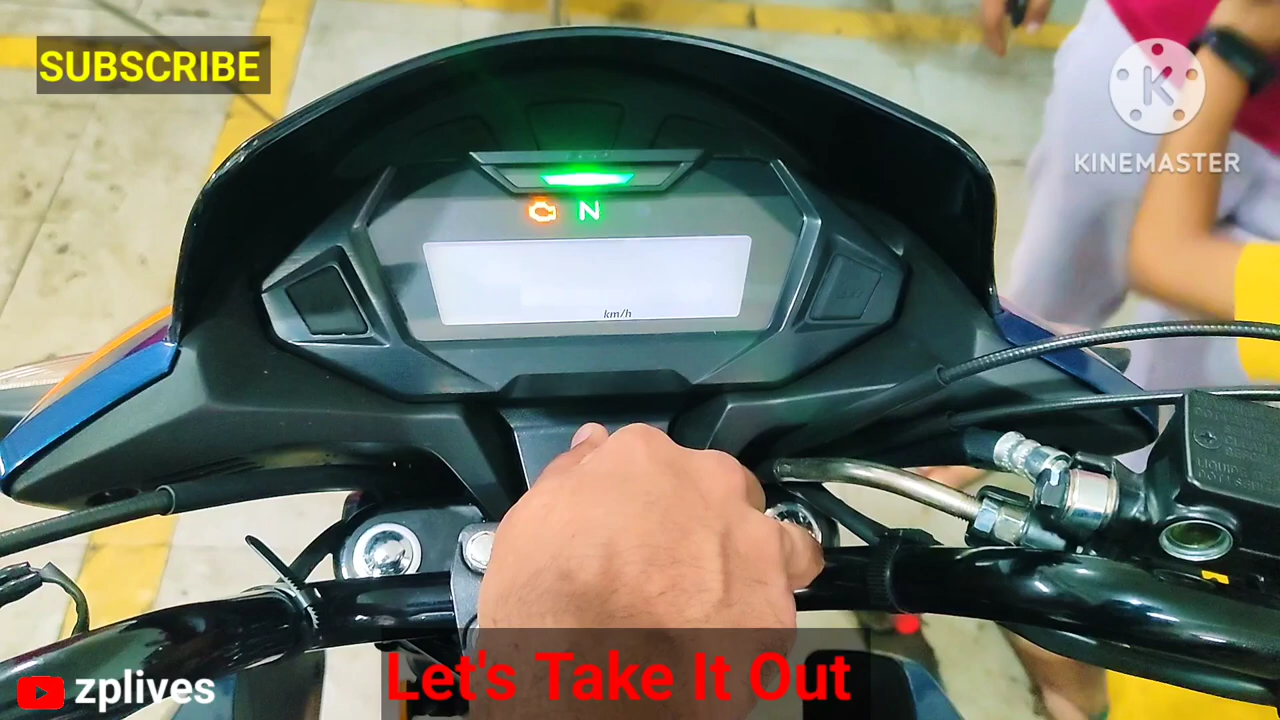 SUBSCRIBE
K
KINEMASTER
N
km/h
zplives
Let's Take It Out